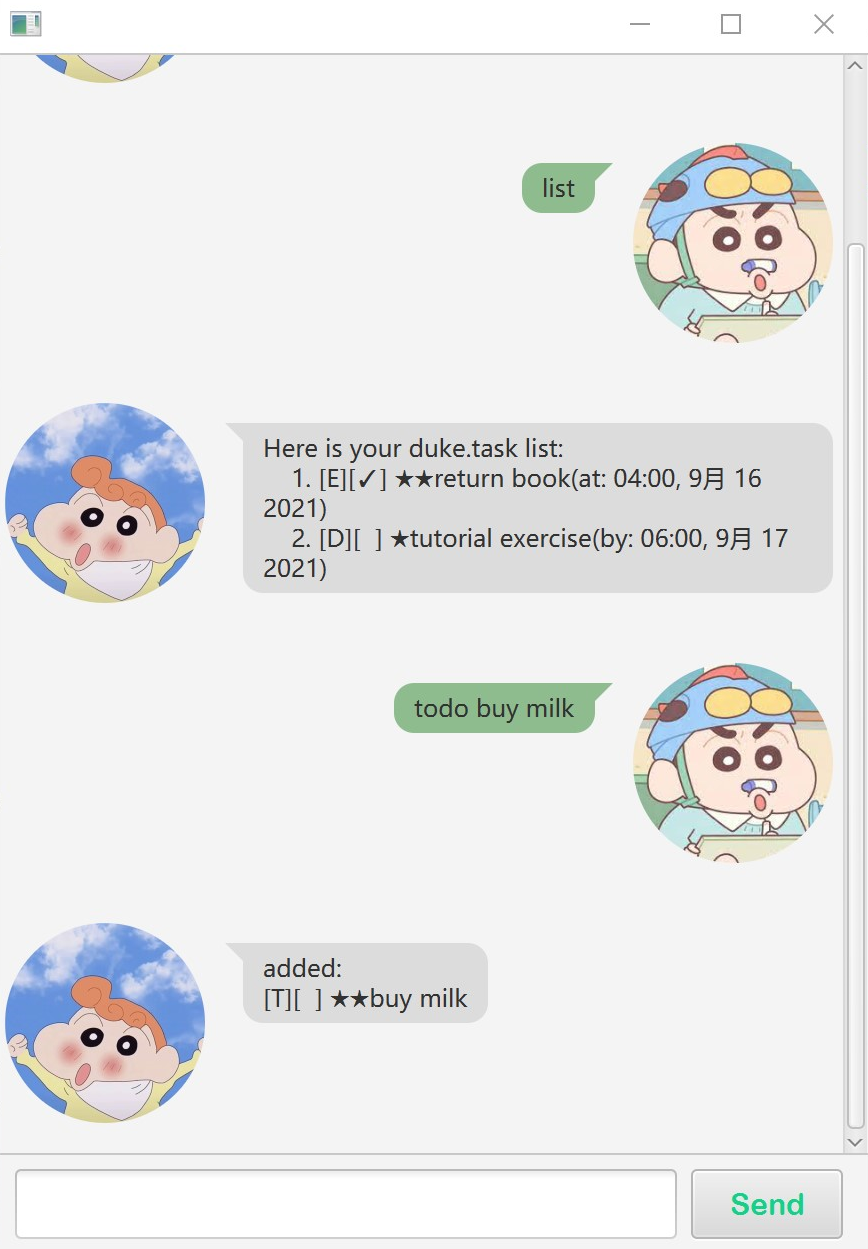 list
Here is your duke.task list:
1. [E][✓] ★★return book(at: 04:00, 9月 16
2021)
2. [D][  ] ★tutorial exercise(by: 06:00, 9月 17
2021)
todo buy milk
added:
[T][  ] ★★buy milk
Send